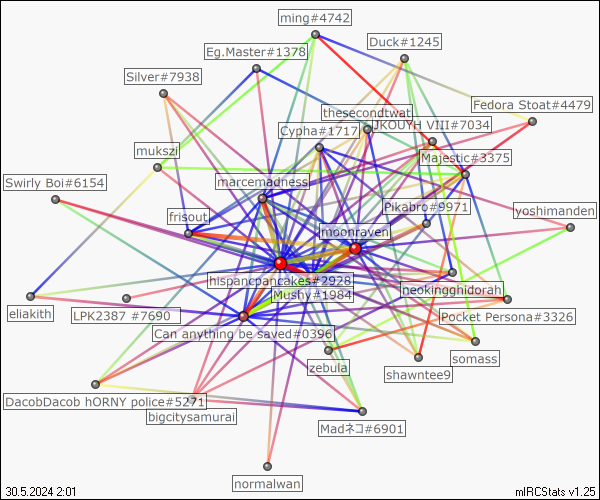 ming#4742
Duck#1245
Eg.Master#1378
Silver#7938
Fedora Stoat#4479
thesecondtwat
JKOUYH VIII#7034
Cypha#1717
mukszi
Majestic#3375
Swirly Boi#6154
marcemadness
Pikabro#9971
yoshimanden
frisout
moonraven
hispancpancakes#2928
neokingghidorah
Mushy#1984
eliakith
LPK2387 #7690
Pocket Persona#3326
Can anything be saved#0396
somass
zebula
shawntee9
DacobDacob hORNY police#5271
bigcitysamurai
Madネコ#6901
normalwan
30.5.2024 2:01
mIRCStats v1.25